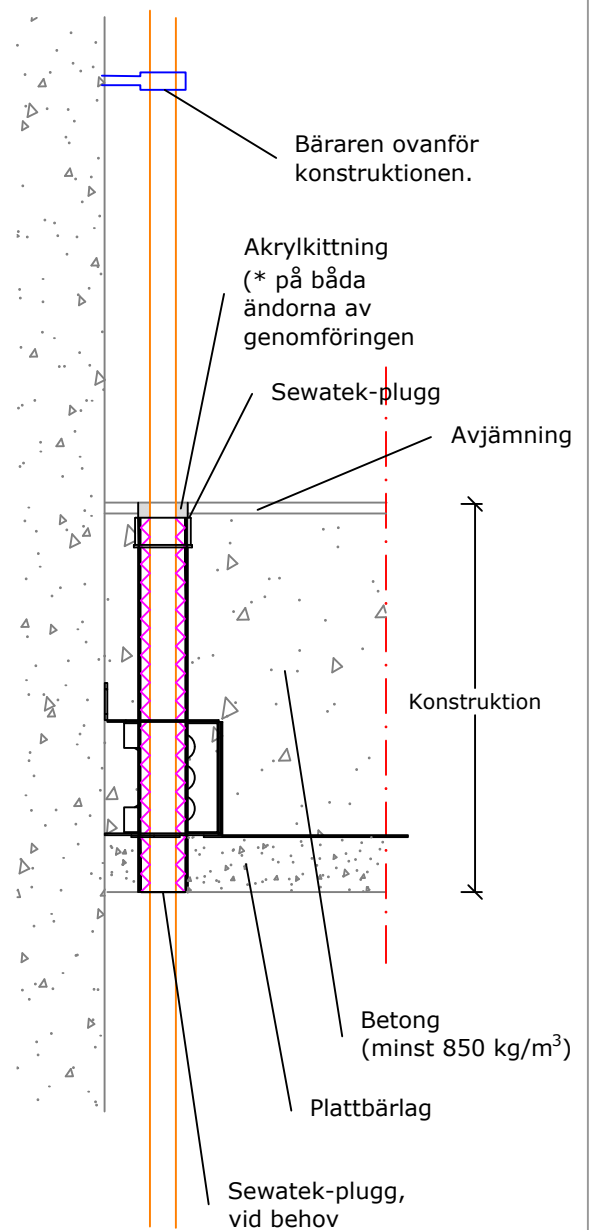 Bäraren ovanför
konstruktionen.
Akrylkittning
(* på båda
ändorna av
genomföringen
Sewatek-plugg
Avjämning
Konstruktion
Betong
(minst 850 kg/m³)
Plattbärlag
Sewatek-plugg,
vid behov